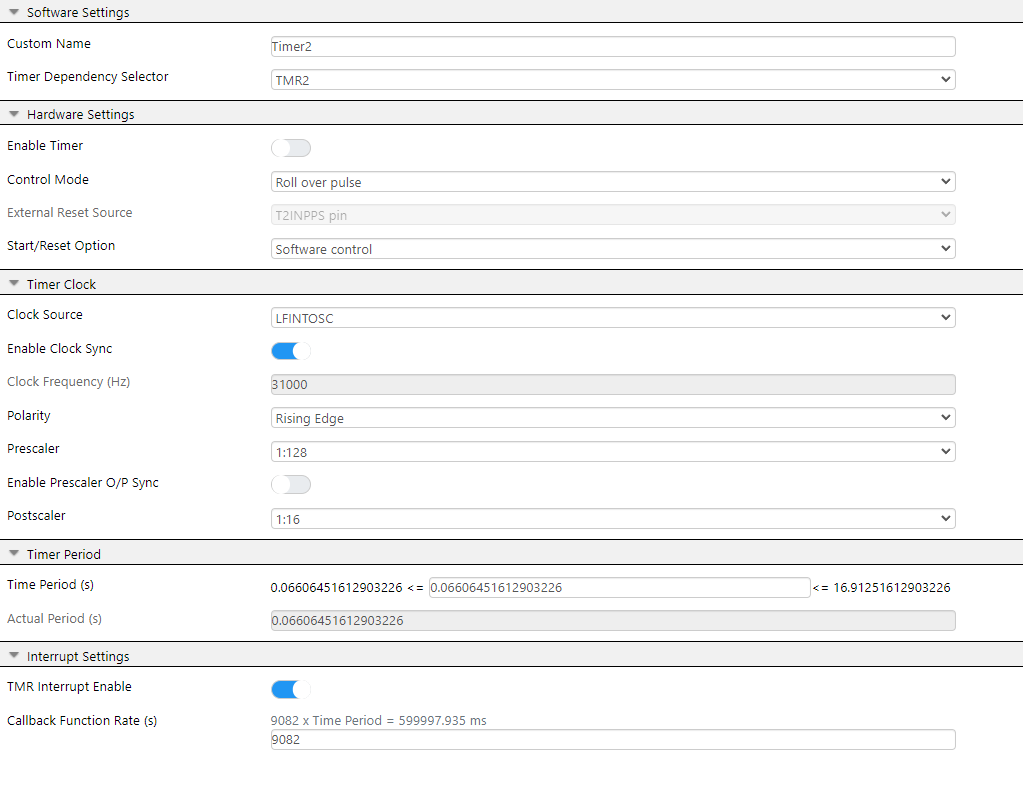 Software Settings
Custom Name Timer2
Timer Dependency Selector TMR2
Hardware Settings
Enable Timer
Control Mode Roll over pulse
External Reset Source T2INPPS pin
Start/Reset Option Software control
Timer Clock
Clock Source LFINTOSC
Enable Clock Sync
Clock Frequency (Hz) 31000
Polarity Rising Edge
Prescaler 1:128
Enable Prescaler O/P Sync
Postscaler 1:16
Timer Period
Time Period (s) 0.06606451612903226 <= 0.06606451612903226 <= 16.91251612903226
Actual Period (s) 0.06606451612903226
Interrupt Settings
TMR Interrupt Enable
Callback Function Rate (s) 9082 x Time Period = 599997.935 ms
9082